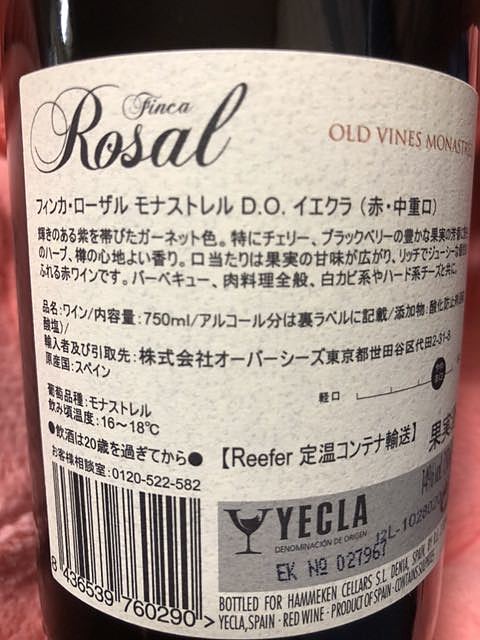 Finca
Rosal
OLD VINES MONASTRE
フィンカ・ローザル モナストレル D.O. イエクラ (赤・中重口)
輝きのある紫を帯びたガーネット色。特にチェリー、ブラックベリーの豊かな果実の芳香に
のハーブ、樽の心地よい香り。口当たりは果実の甘味が広がり、リッチでジューシーな
ふれる赤ワインです。バーベキュー、肉料理全般、白カビ系やハード系チーズと共に。
品名:ワイン/内容量:750ml/アルコール分は裏ラベルに記載/添加物:酸化防止
酸塩)/
輸入者及び引取先:株式会社オーバーシーズ東京都世田谷区代田2-31-8
原産国:スペイン
軽口
葡萄品種:モナストレル
飲み頃温度:16~18℃
●飲酒は20歳を過ぎてから●
【Reefer 定温コンテナ輸送】
果実
お客様相談室:0120-522-582
14%
YECLA
DENOMINACIÓN DE ORIGEN
EK Nº 027967
8 436539 760290 >
BOTTLED FOR HAMMEKEN CELLARS S.L. DENIA, SPAIN, BY
YECLA, SPAIN · RED WINE · PRODUCT OF SPAIN · CONTAINS